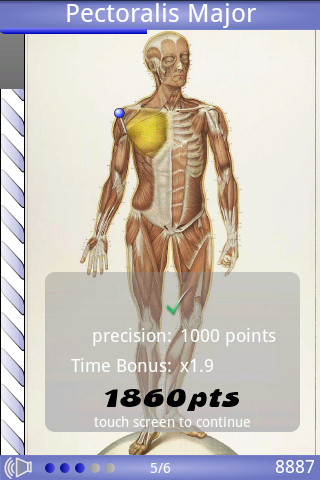 Pectoralis Major
precision: 1000 points
Time Bonus: x1.9
1860pts
touch screen to continue
5/6
8887